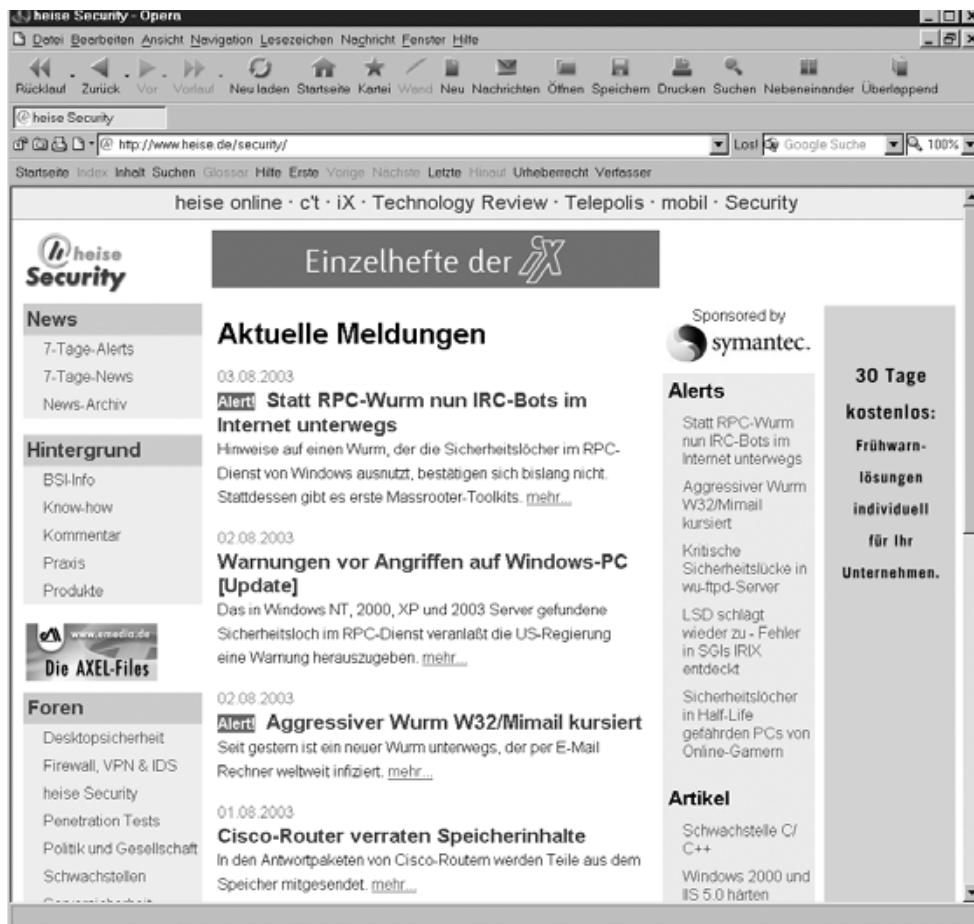 heise Security - Opera
Datei Bearbeiten Ansicht Navigation Lesezeichen Nachricht Fenster Hilfe
Rücklauf Zurück Vor Vorlauf Neu laden Startseite Kartei Wand Neu Nachrichten Öffnen Speichern Drucken Suchen Nebeneinander Überlappend
heise Security
http://www.heise.de/security/ Los! Google Suche 100%
Startseite Index Inhalt Suchen Glossar Hilfe Erste Vorige Nächste Letzte Hinauf Urheberrecht Verfasser
heise online · c't · iX · Technology Review · Telepolis · mobil · Security
heise
Security
Einzelhefte der iX
News
7-Tage-Alerts
7-Tage-News
News-Archiv
Hintergrund
BSI-Info
Know-how
Kommentar
Praxis
Produkte
www.emedia.de
Die AXEL-Files
Foren
Desktopsicherheit
Firewall, VPN & IDS
heise Security
Penetration Tests
Politik und Gesellschaft
Schwachstellen
Serversicherheit
Aktuelle Meldungen
03.08.2003
Alert! Statt RPC-Wurm nun IRC-Bots im
Internet unterwegs
Hinweise auf einen Wurm, der die Sicherheitslöcher im RPC-
Dienst von Windows ausnutzt, bestätigen sich bislang nicht.
Stattdessen gibt es erste Massrooter-Toolkits. mehr...
02.08.2003
Warnungen vor Angriffen auf Windows-PC
[Update]
Das in Windows NT, 2000, XP und 2003 Server gefundene
Sicherheitsloch im RPC-Dienst veranlaßt die US-Regierung
eine Warnung herauszugeben. mehr...
02.08.2003
Alert! Aggressiver Wurm W32/Mimail kursiert
Seit gestern ist ein neuer Wurm unterwegs, der per E-Mail
Rechner weltweit infiziert. mehr...
01.08.2003
Cisco-Router verraten Speicherinhalte
In den Antwortpaketen von Cisco-Routern werden Teile aus dem
Speicher mitgesendet. mehr...
Sponsored by
symantec.
Alerts
Statt RPC-Wurm
nun IRC-Bots im
Internet unterwegs
Aggressiver Wurm
W32/Mimail
kursiert
Kritische
Sicherheitslücke in
wu-ftpd-Server
LSD schlägt
wieder zu - Fehler
in SGIs IRIX
entdeckt
Sicherheitslöcher
in Half-Life
gefährden PCs von
Online-Gamern
Artikel
Schwachstelle C/
C++
Windows 2000 und
IIS 5.0 härten
30 Tage
kostenlos:
Frühwarn-
lösungen
individuell
für Ihr
Unternehmen.